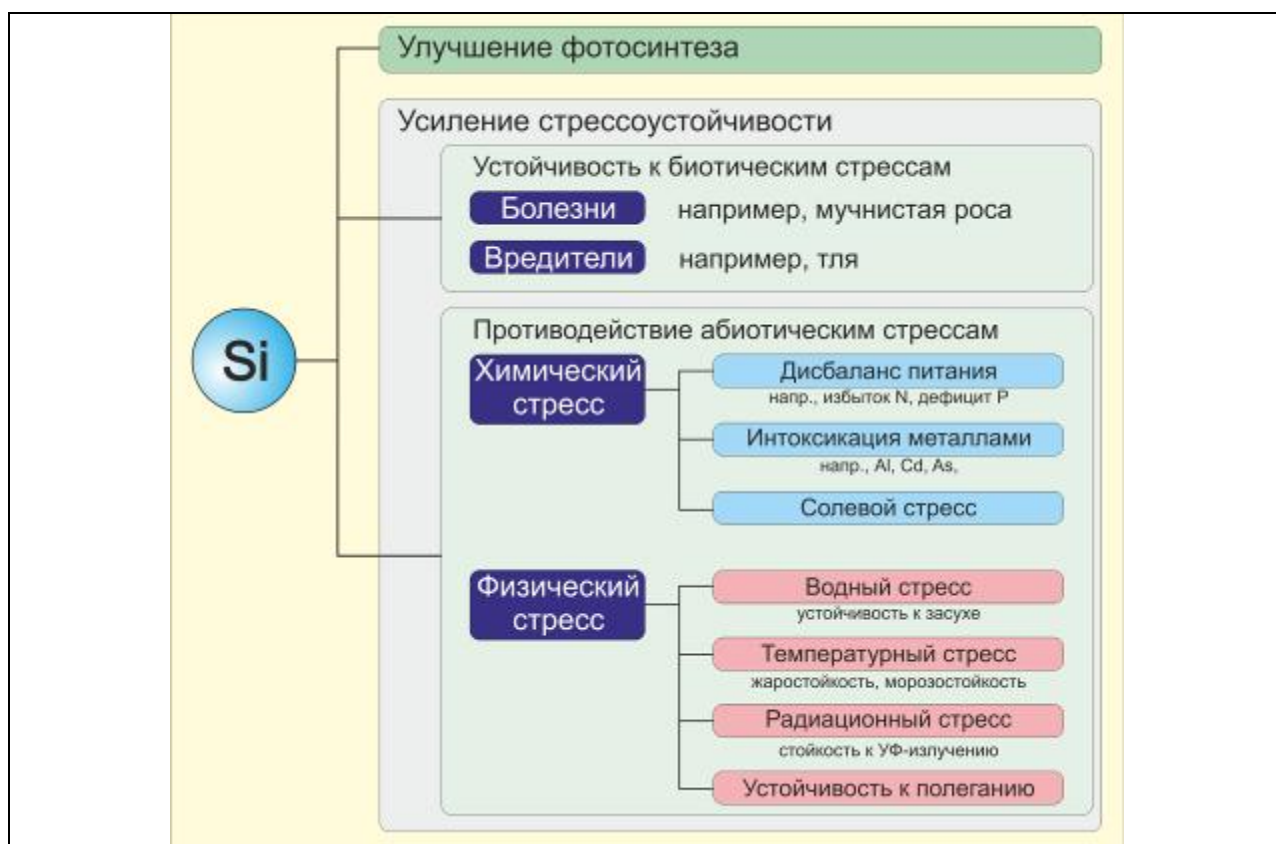 Улучшение фотосинтеза
Усиление стрессоустойчивости
Устойчивость к биотическим стрессам
Болезни например, мучнистая роса
Вредители например, тля
Si
Противодействие абиотическим стрессам
Химический
стресс
Дисбаланс питания
напр., избыток N, дефицит P
Интоксикация металлами
напр., Al, Cd, As,
Солевой стресс
Физический
стресс
Водный стресс
устойчивость к засухе
Температурный стресс
жаростойкость, морозостойкость
Радиационный стресс
стойкость к УФ-излучению
Устойчивость к полеганию